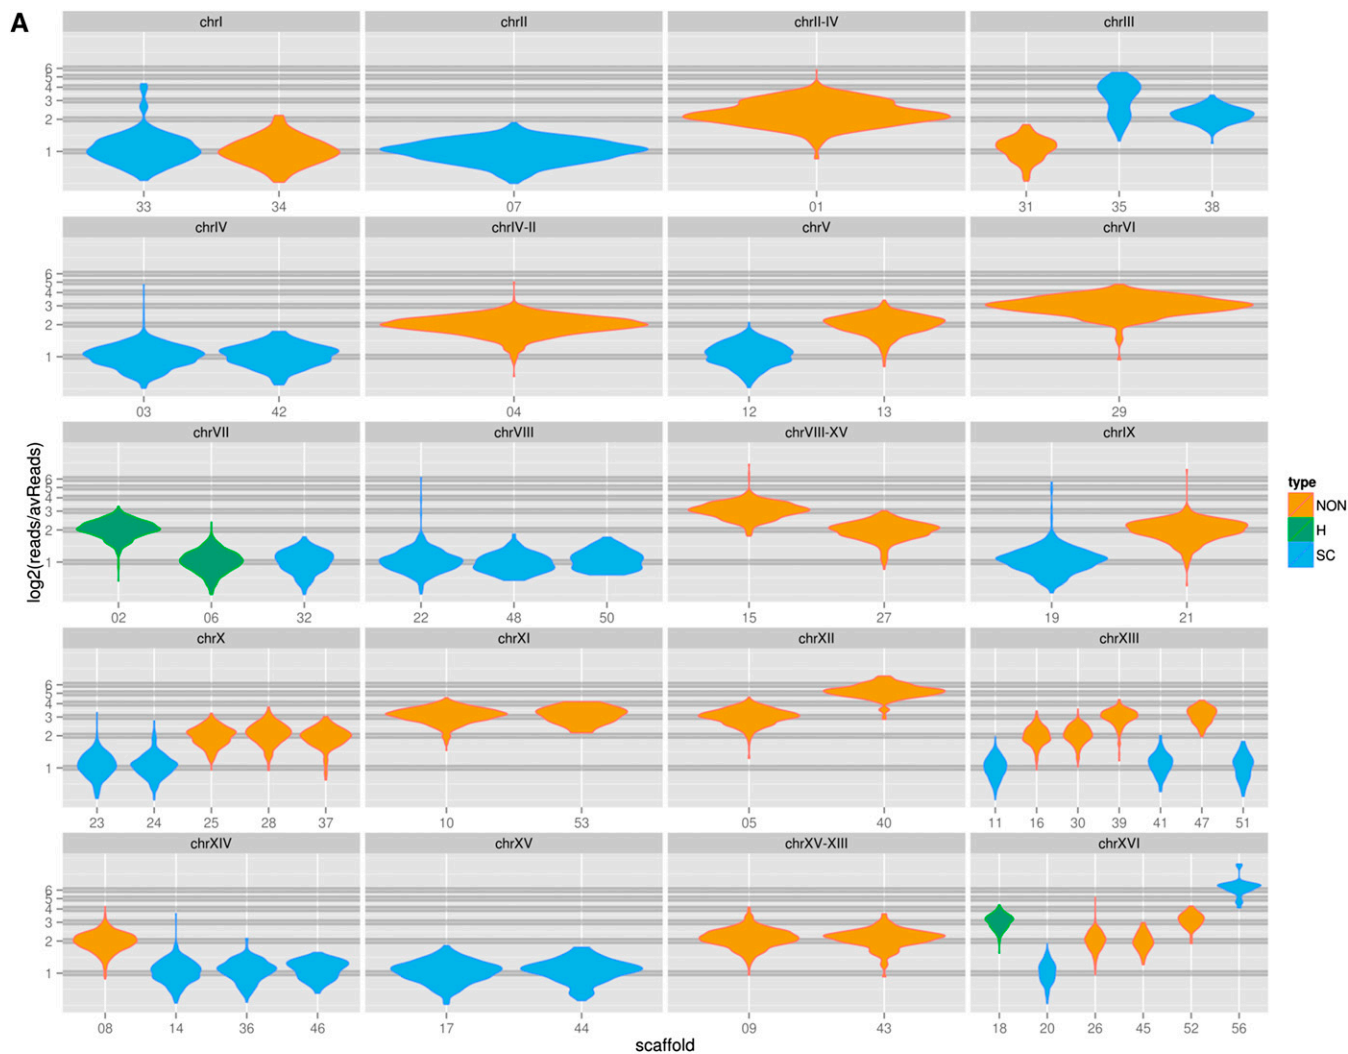 A
chrI chrII chrII-IV chrIII
6
5
4
3
2
1
33 34 07 01 31 35 38
chrIV chrIV-II chrV chrVI
6
5
4
3
2
1
03 42 04 12 13 29
chrVII chrVIII chrVIII-XV chrIX
6
5
4
3
2
1
02 06 32 22 48 50 15 27 19 21
chrX chrXI chrXII chrXIII
6
5
4
3
2
1
23 24 25 28 37 10 53 05 40 11 16 30 39 41 47 51
chrXIV chrXV chrXV-XIII chrXVI
6
5
4
3
2
1
08 14 36 46 17 44 09 43 18 20 26 45 52 56
log2(reads/avReads)
scaffold
type
NON
H
SC